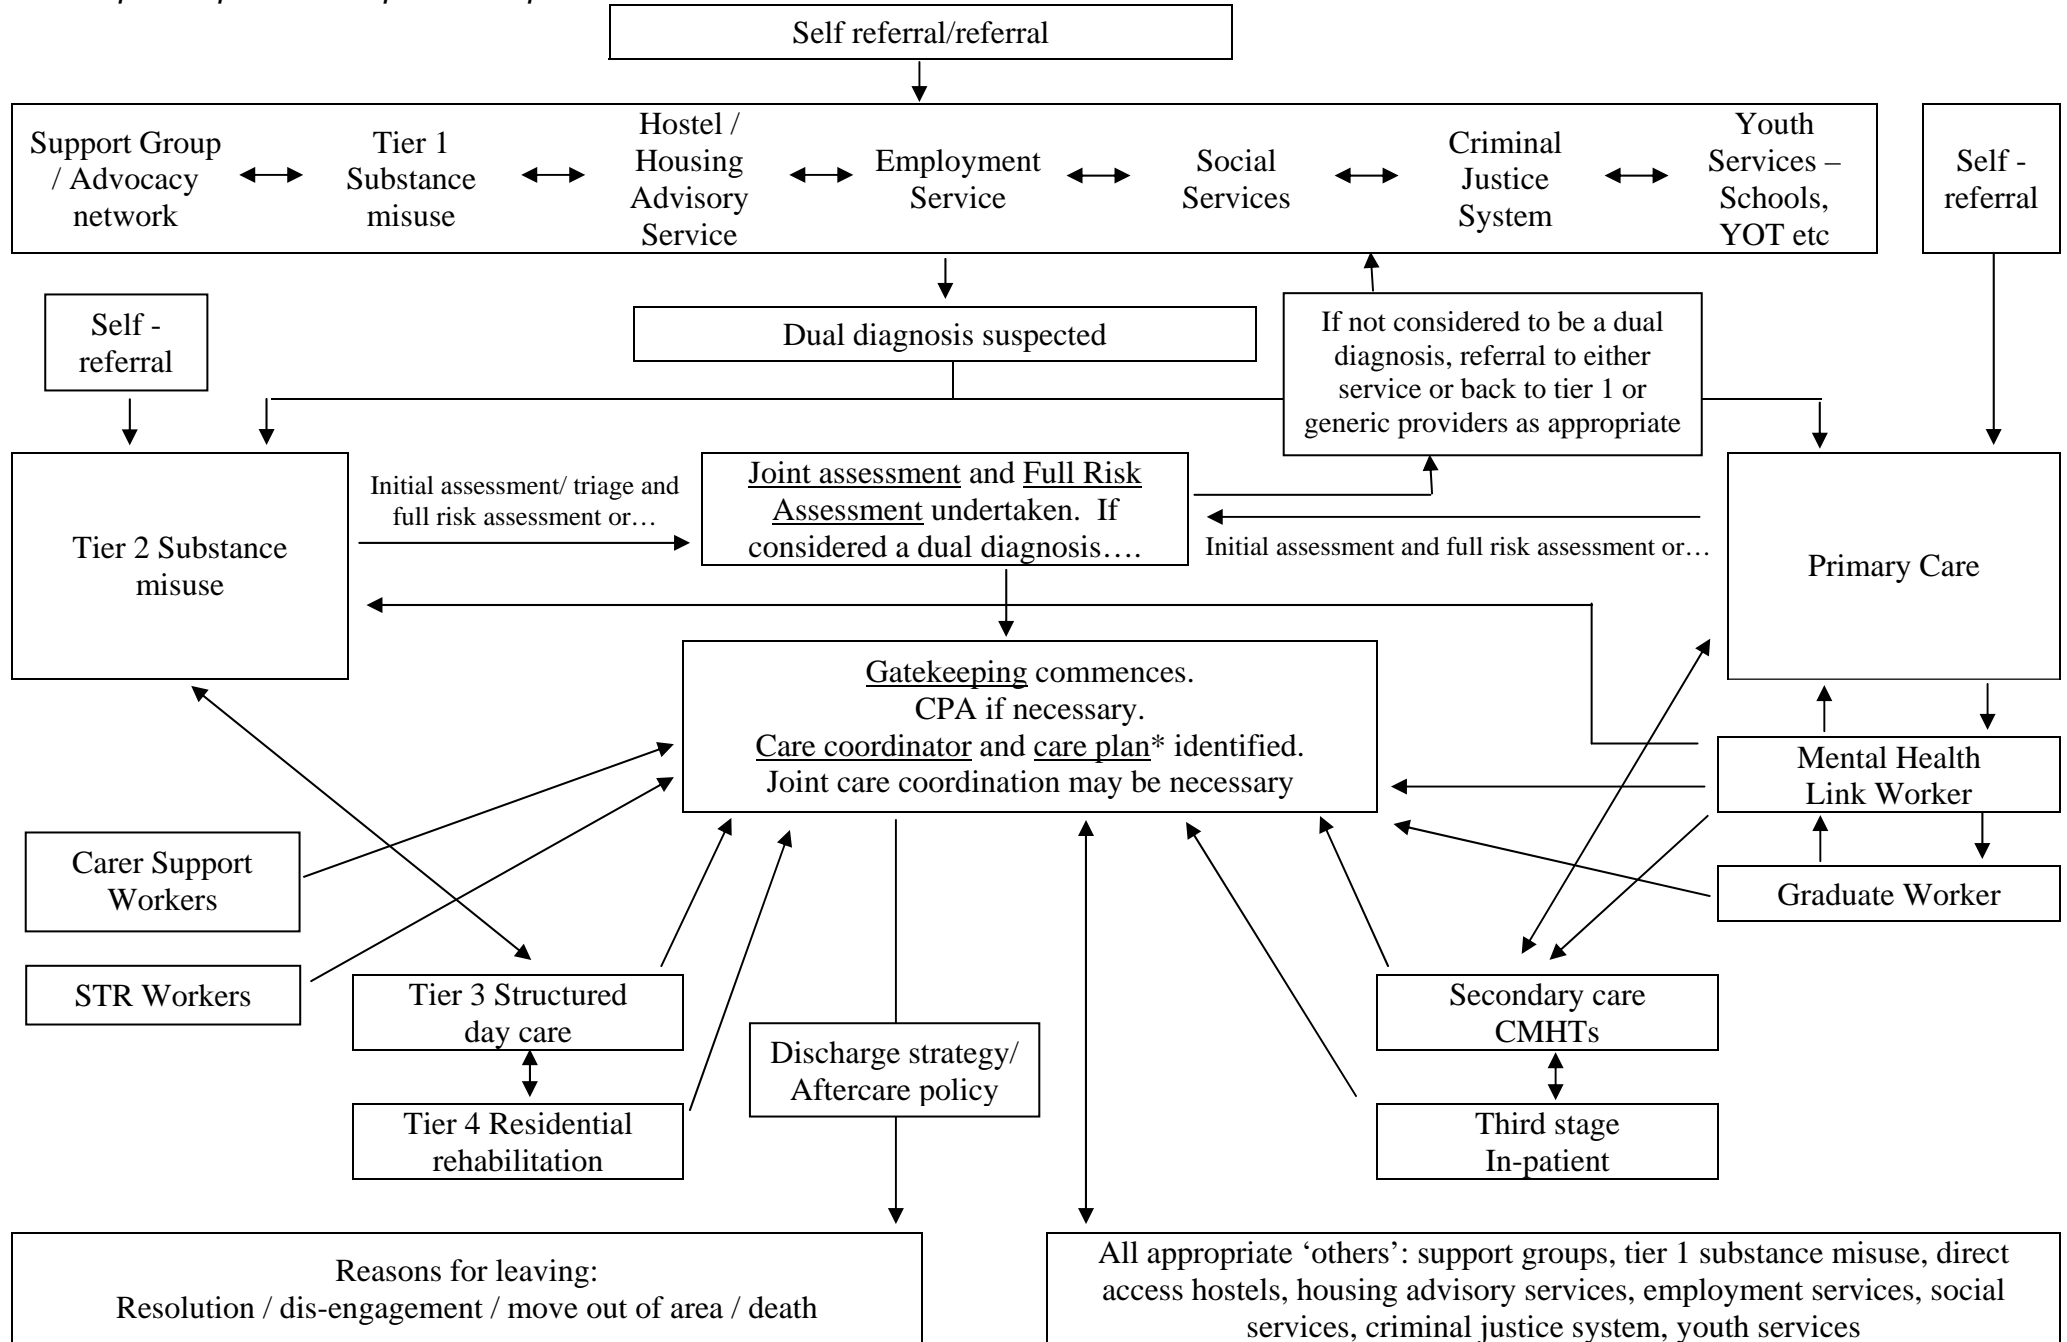 Self referral/referral
Support Group
/ Advocacy
network
Tier 1
Substance
misuse
Hostel /
Housing
Advisory
Service
Employment
Service
Social
Services
Criminal
Justice
System
Youth
Services –
Schools,
YOT etc
Self -
referral
Self -
referral
Dual diagnosis suspected
If not considered to be a dual
diagnosis, referral to either
service or back to tier 1 or
generic providers as appropriate
Tier 2 Substance
misuse
Initial assessment/ triage and
full risk assessment or…
Joint assessment and Full Risk
Assessment undertaken.  If
considered a dual diagnosis….
Initial assessment and full risk assessment or…
Primary Care
Gatekeeping commences.
CPA if necessary.
Care coordinator and care plan* identified.
Joint care coordination may be necessary
Mental Health
Link Worker
Graduate Worker
Carer Support
Workers
STR Workers
Tier 3 Structured
day care
Tier 4 Residential
rehabilitation
Discharge strategy/
Aftercare policy
Secondary care
CMHTs
Third stage
In-patient
Reasons for leaving:
Resolution / dis-engagement / move out of area / death
All appropriate ‘others’: support groups, tier 1 substance misuse, direct
access hostels, housing advisory services, employment services, social
services, criminal justice system, youth services